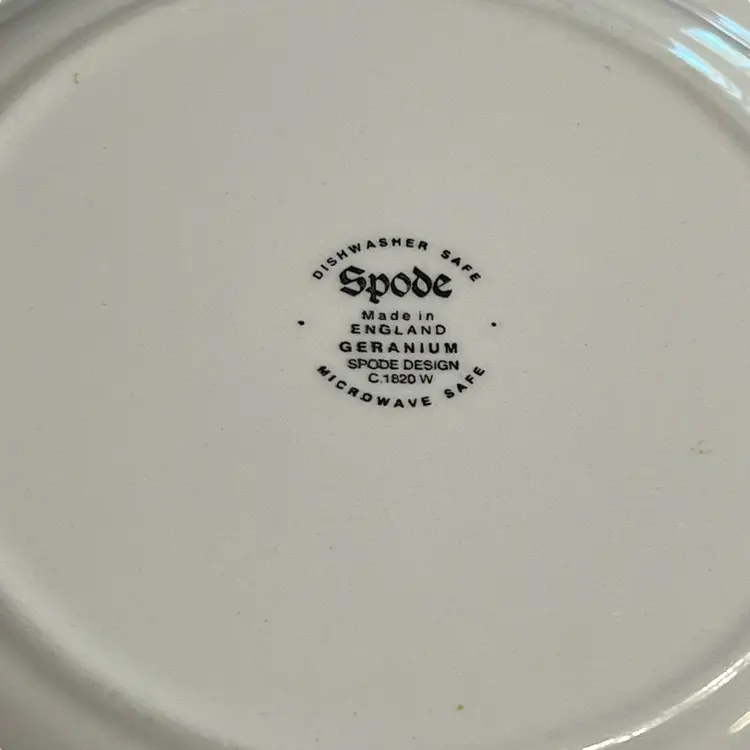 DISHWASHER SAFE
Spode
Made in
ENGLAND
GERANIUM
SPODE DESIGN
C.1820 W
MICROWAVE SAFE